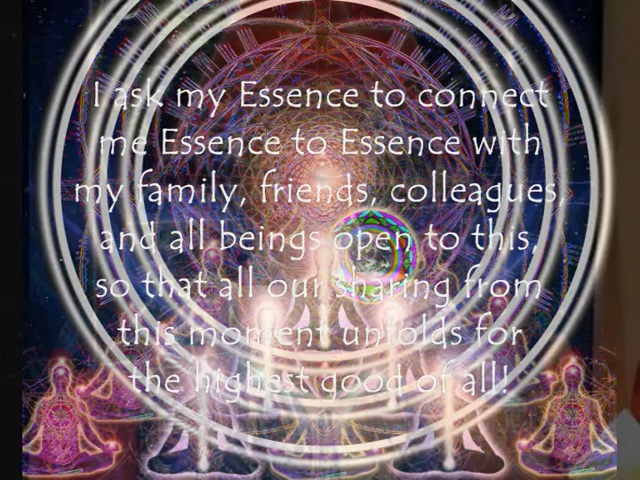 I ask my Essence to connect
me Essence to Essence with
my family, friends, colleagues,
and all beings open to this,
so that all our sharing from
this moment unfolds for
the highest good of all!